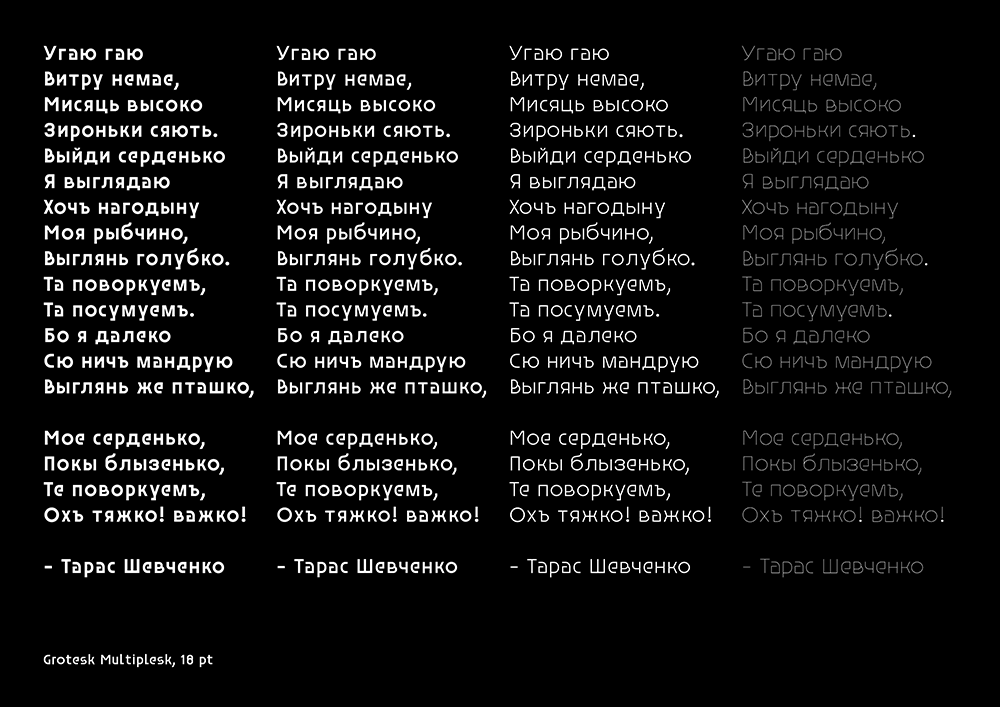 Угаю гаю
Витру немае,
Мисяць высоко
Зироньки сяють.
Выйди серденько
Я выглядаю
Хочъ нагодыну
Моя рыбчино,
Выглянь голубко.
Та поворкуемъ,
Та посумуемъ.
Бо я далеко
Сю ничъ мандрую
Выглянь же пташко,
Мое серденько,
Покы блызенько,
Те поворкуемъ,
Охъ тяжко! важко!
- Тарас Шевченко
Угаю гаю
Витру немае,
Мисяць высоко
Зироньки сяють.
Выйди серденько
Я выглядаю
Хочъ нагодыну
Моя рыбчино,
Выглянь голубко.
Та поворкуемъ,
Та посумуемъ.
Бо я далеко
Сю ничъ мандрую
Выглянь же пташко,
Мое серденько,
Покы блызенько,
Те поворкуемъ,
Охъ тяжко! важко!
- Тарас Шевченко
Угаю гаю
Витру немае,
Мисяць высоко
Зироньки сяють.
Выйди серденько
Я выглядаю
Хочъ нагодыну
Моя рыбчино,
Выглянь голубко.
Та поворкуемъ,
Та посумуемъ.
Бо я далеко
Сю ничъ мандрую
Выглянь же пташко,
Мое серденько,
Покы блызенько,
Те поворкуемъ,
Охъ тяжко! важко!
- Тарас Шевченко
Угаю гаю
Витру немае,
Мисяць высоко
Зироньки сяють.
Выйди серденько
Я выглядаю
Хочъ нагодыну
Моя рыбчино,
Выглянь голубко.
Та поворкуемъ,
Та посумуемъ.
Бо я далеко
Сю ничъ мандрую
Выглянь же пташко,
Мое серденько,
Покы блызенько,
Те поворкуемъ,
Охъ тяжко! важко!
- Тарас Шевченко
Grotesk Multiplesk, 18 pt